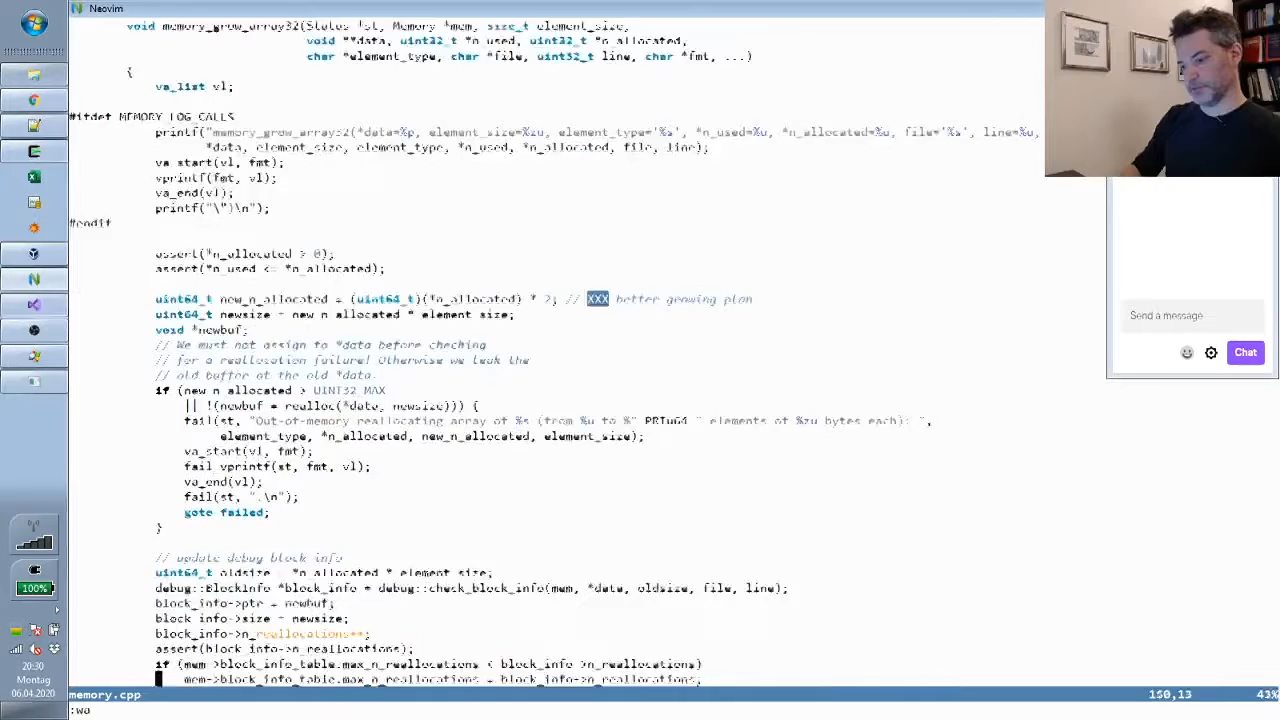 Neovim
void memory_grow_array32(Status *st, Memory *mem, size_t element_size,
void **data, uint32_t *n_used, uint32_t *n_allocated,
char *element_type, char *file, uint32_t line, char *fmt, ...)
{
va_list vl;
#ifdef MEMORY_LOG_CALLS
printf("memory_grow_array32(*data=%p, element_size=%zu, element_type='%s', *n_used=%u, *n_allocated=%u, file='%s', line=%u,
*data, element_size, element_type, *n_used, *n_allocated, file, line);
va_start(vl, fmt);
vprintf(fmt, vl);
va_end(vl);
printf("\")\n");
#endif
assert(*n_allocated > 0);
assert(*n_used <= *n_allocated);
uint64_t new_n_allocated = (uint64_t)(*n_allocated) * 2; // XXX better growing plan
uint64_t newsize = new_n_allocated * element_size;
void *newbuf;
// We must not assign to *data before checking
// for a reallocation failure! Otherwise we leak the
// old buffer at the old *data.
if (new_n_allocated > UINT32_MAX
|| !(newbuf = realloc(*data, newsize))) {
fail(st, "Out-of-memory reallocating array of %s (from %u to %" PRIu64 " elements of %zu bytes each): ",
element_type, *n_allocated, new_n_allocated, element_size);
va_start(vl, fmt);
fail_vprintf(st, fmt, vl);
va_end(vl);
fail(st, ".\n");
goto failed;
}
// update debug block info
uint64_t oldsize = *n_allocated * element_size;
debug::BlockInfo *block_info = debug::check_block_info(mem, *data, oldsize, file, line);
block_info->ptr = newbuf;
block_info->size = newsize;
block_info->n_reallocations++;
assert(block_info->n_reallocations);
if (mem->block_info_table.max_n_reallocations < block_info->n_reallocations)
mem->block_info_table.max_n_reallocations = block_info->n_reallocations;
memory.cpp 150,13 43%
:wa
Send a message
Chat
100%
20:30
Montag
06.04.2020